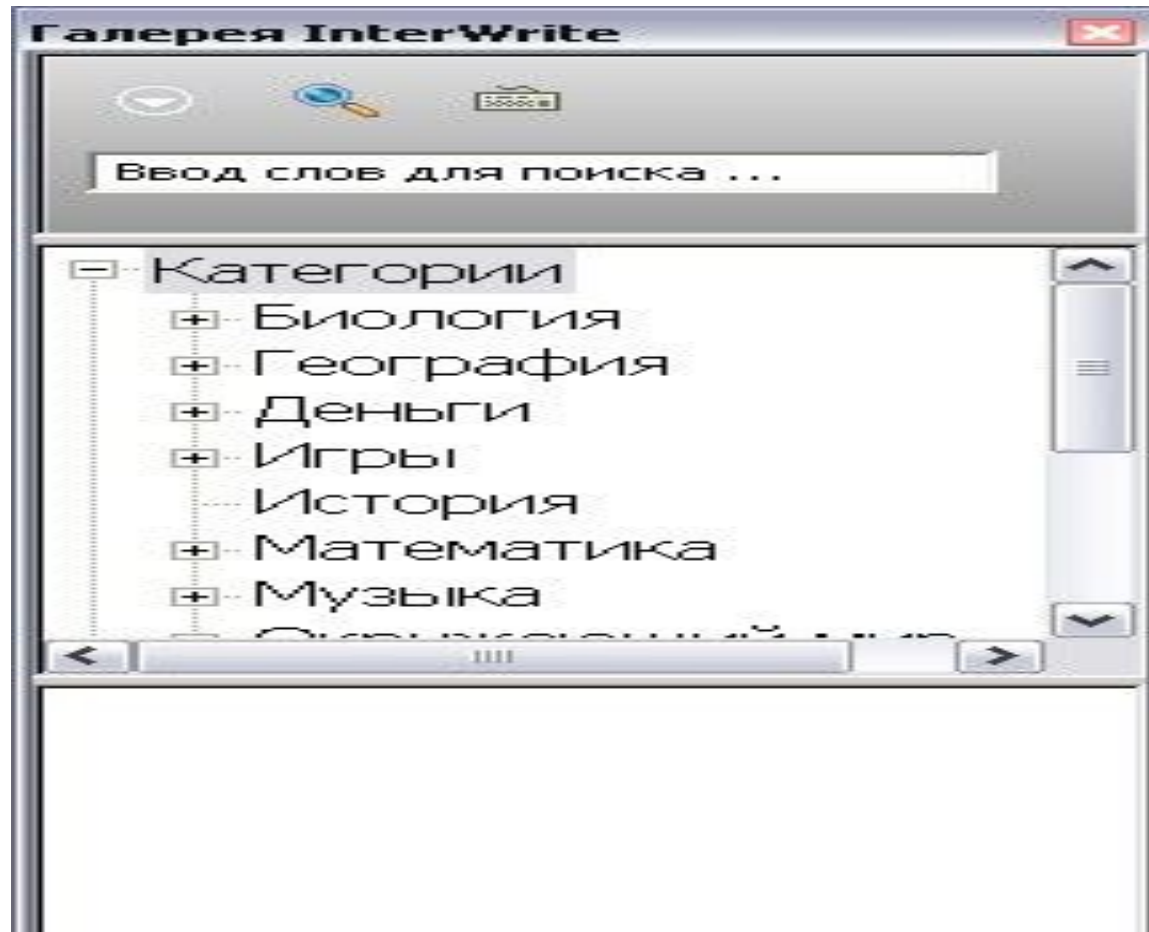 Галерея InterWrite
Ввод слов для поиска ...
Категории
Биология
География
Деньги
Игры
История
Математика
Музыка